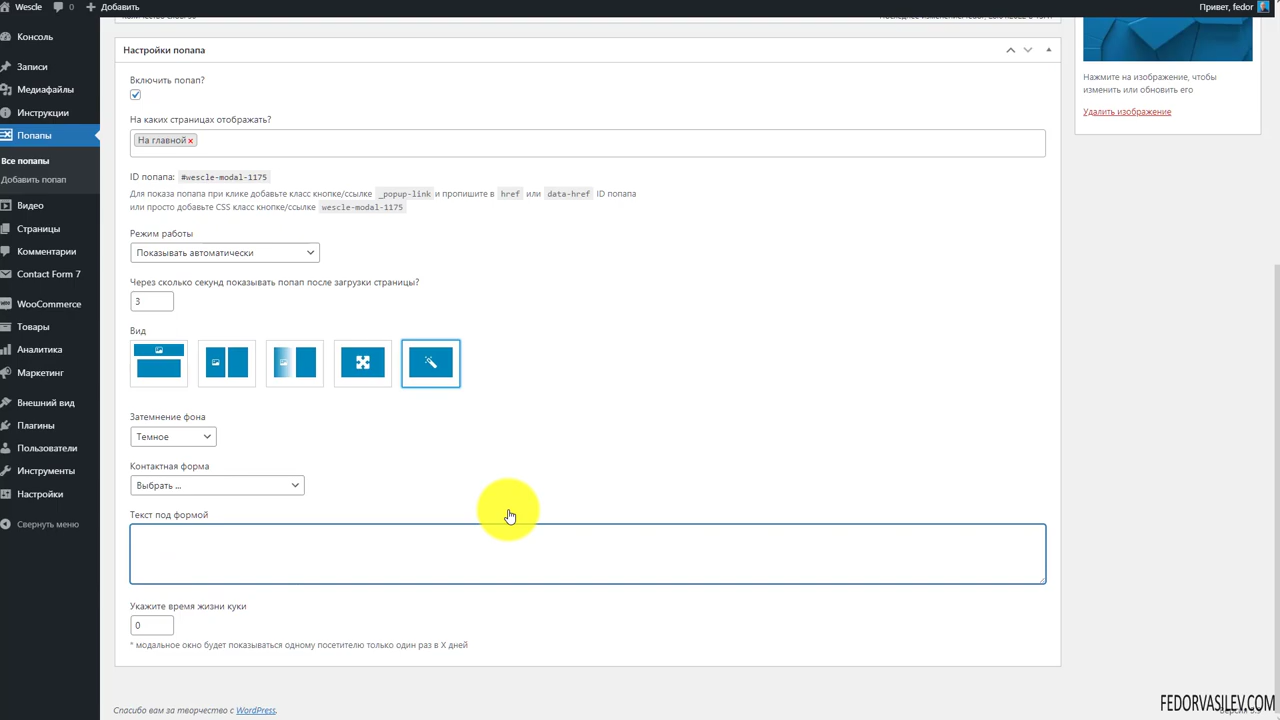 Wescle 0 Добавить
Привет, fedor
Консоль
Записи
Медиафайлы
Инструкции
Попапы
Все попапы
Добавить попап
Видео
Страницы
Комментарии
Contact Form 7
WooCommerce
Товары
Аналитика
Маркетинг
Внешний вид
Плагины
Пользователи
Инструменты
Настройки
Свернуть меню
Настройки попапа
Включить попап?
На каких страницах отображать?
На главной x
ID попапа: #wescle-modal-1175
Для показа попапа при клике добавьте класс кнопке/ссылке _popup-link и пропишите в href или data-href ID попапа
или просто добавьте CSS класс кнопке/ссылке wescle-modal-1175
Режим работы
Показывать автоматически
Через сколько секунд показывать попап после загрузки страницы?
3
Вид
Затемнение фона
Темное
Контактная форма
Выбрать ...
Текст под формой
Укажите время жизни куки
0
* модальное окно будет показываться одному посетителю только один раз в X дней
Нажмите на изображение, чтобы
изменить или обновить его
Удалить изображение
Спасибо вам за творчество с WordPress.
FEDORVASILEV.COM